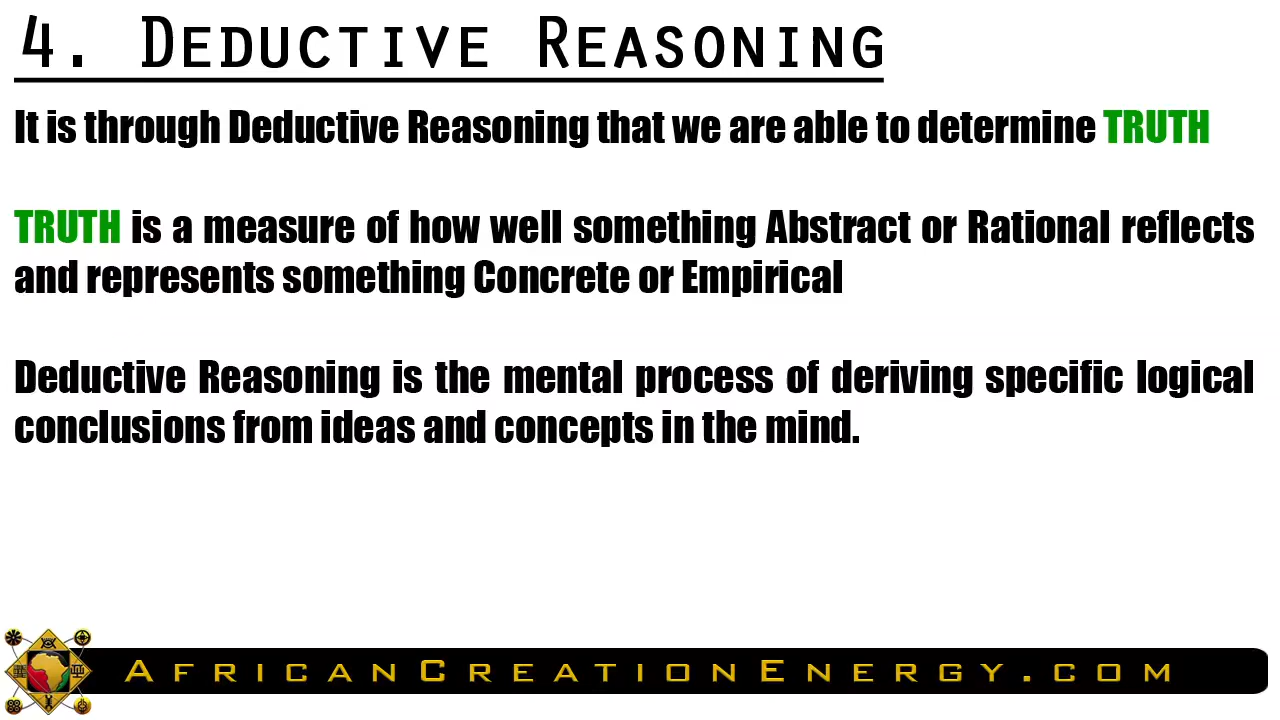 4. Deductive Reasoning
It is through Deductive Reasoning that we are able to determine TRUTH
TRUTH is a measure of how well something Abstract or Rational reflects
and represents something Concrete or Empirical
Deductive Reasoning is the mental process of deriving specific logical
conclusions from ideas and concepts in the mind.
AfricanCreationEnergy.com